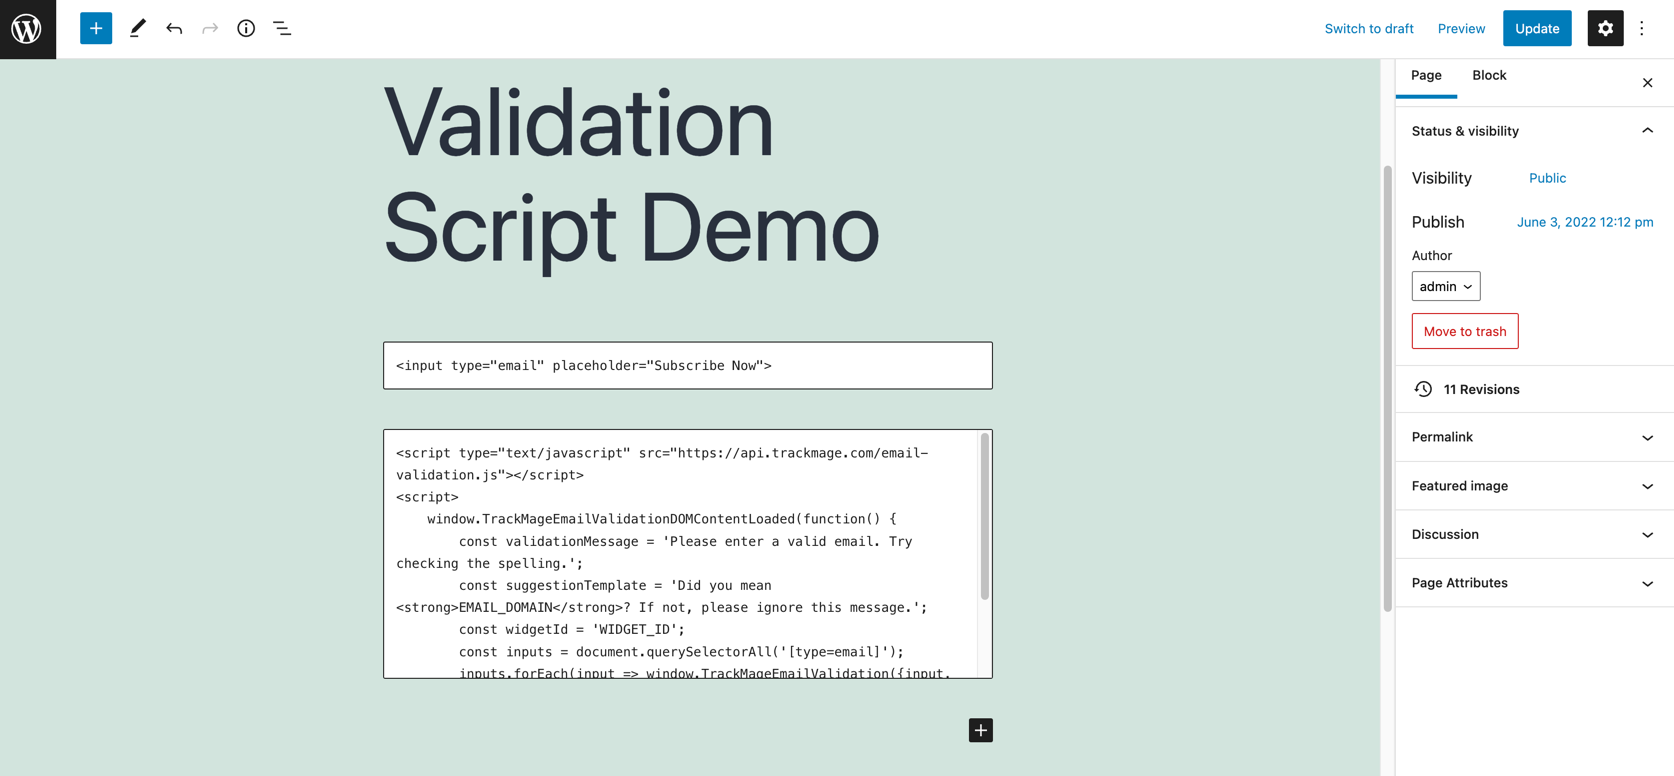 Switch to draft
Preview
Update
Validation
Script Demo
<input type="email" placeholder="Subscribe Now">
<script type="text/javascript" src="https://api.trackmage.com/email-
validation.js"></script>
<script>
window.TrackMageEmailValidationDOMContentLoaded(function() {
const validationMessage = 'Please enter a valid email. Try
checking the spelling.';
const suggestionTemplate = 'Did you mean
<strong>EMAIL_DOMAIN</strong>? If not, please ignore this message.';
const widgetId = 'WIDGET_ID';
const inputs = document.querySelectorAll('[type=email]');
inputs.forEach(input => window.TrackMageEmailValidation({input,
Page
Block
Status & visibility
Visibility
Public
Publish
June 3, 2022 12:12 pm
Author
admin
Move to trash
11 Revisions
Permalink
Featured image
Discussion
Page Attributes